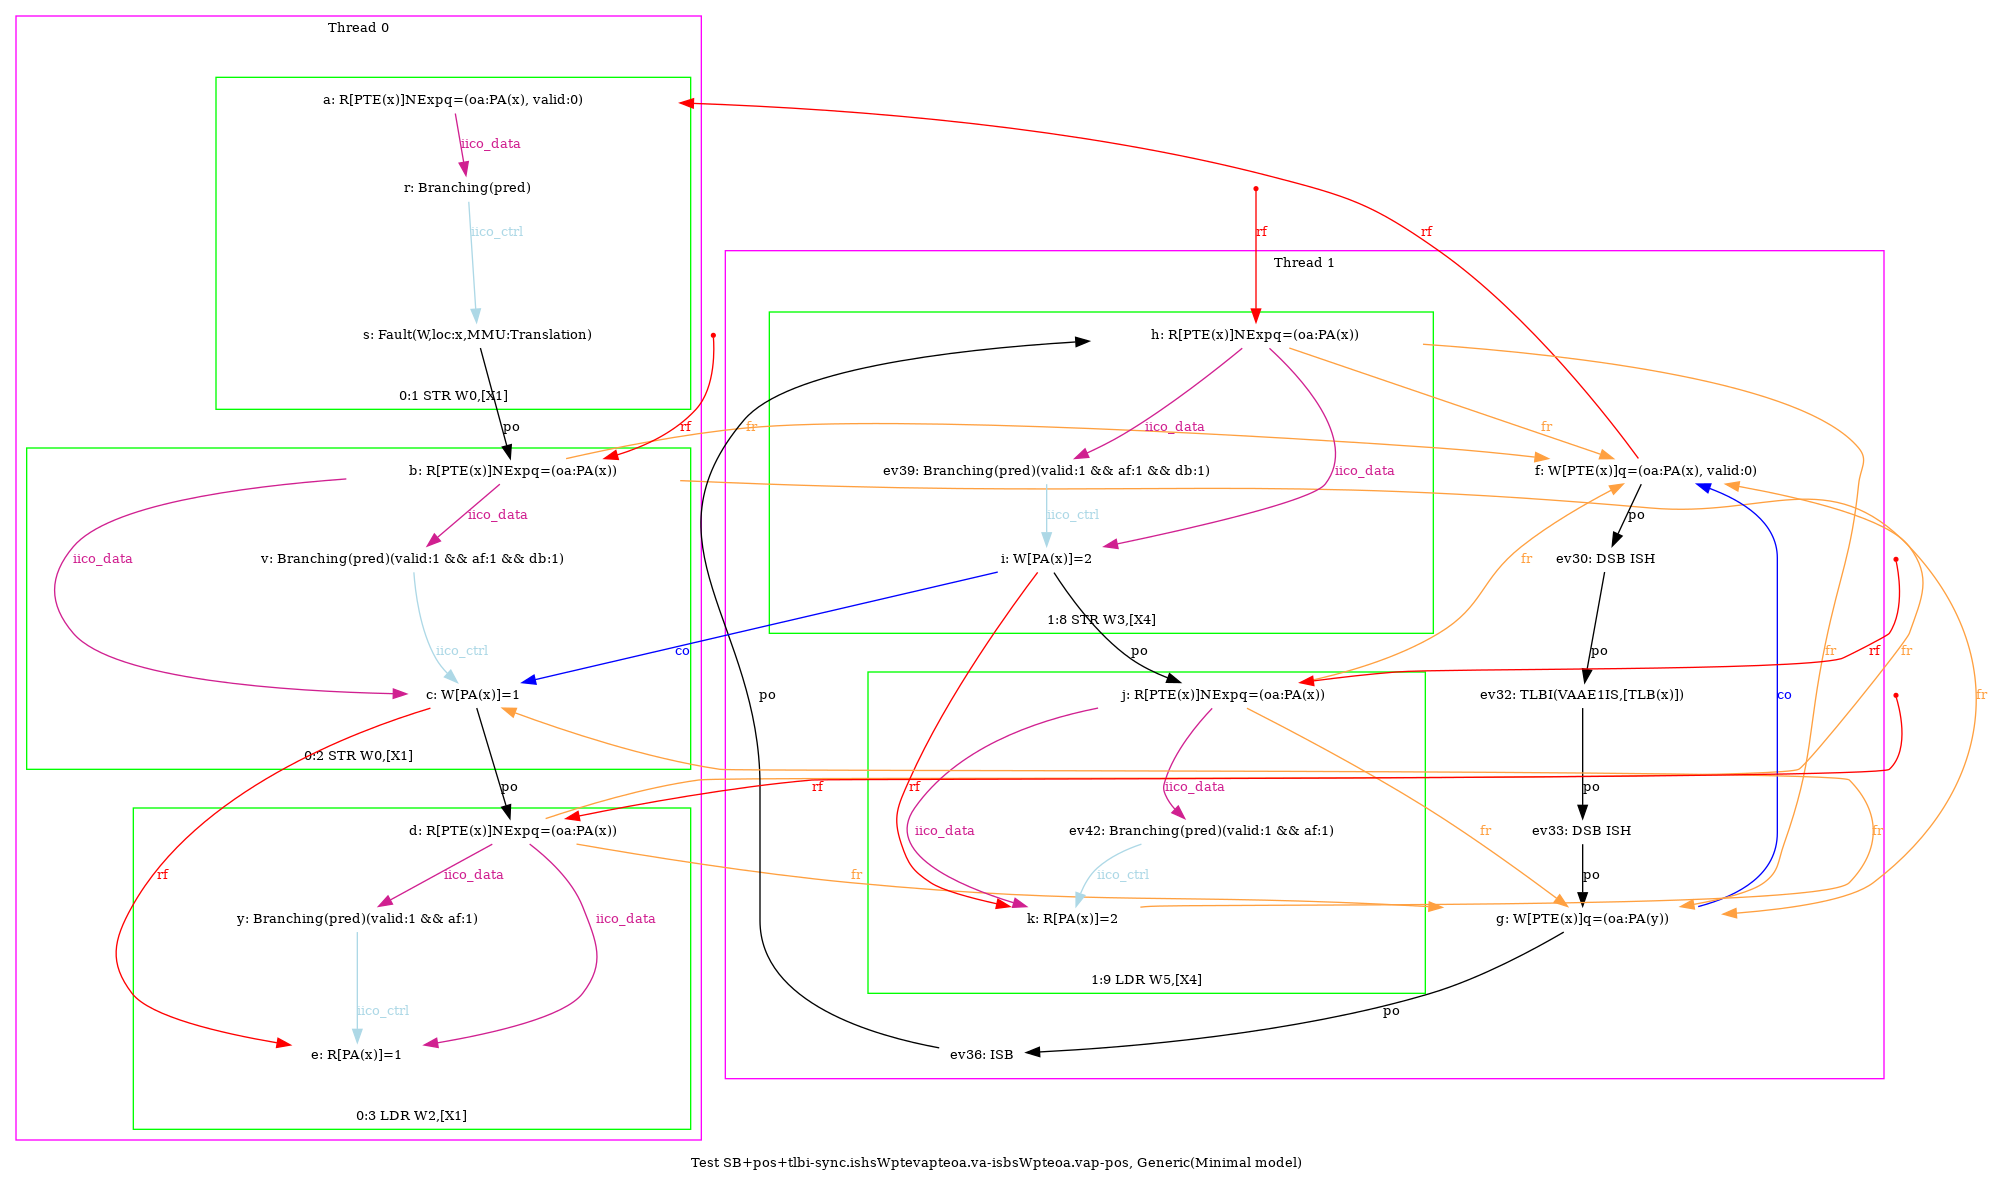 Thread 0
a: R[PTE(x)]NExpq=(oa:PA(x), valid:0)
iico_data
r: Branching(pred)
iico_ctrl
s: Fault(W,loc:x,MMU:Translation)
0:1 STR W0,[X1]
po
rf
b: R[PTE(x)]NExpq=(oa:PA(x))
iico_data
v: Branching(pred)(valid:1 && af:1 && db:1)
iico_data
iico_ctrl
c: W[PA(x)]=1
0:2 STR W0,[X1]
po
d: R[PTE(x)]NExpq=(oa:PA(x))
rf
iico_data
y: Branching(pred)(valid:1 && af:1)
iico_data
iico_ctrl
e: R[PA(x)]=1
0:3 LDR W2,[X1]
rf
rf
Thread 1
h: R[PTE(x)]NExpq=(oa:PA(x))
fr
iico_data
fr
ev39: Branching(pred)(valid:1 && af:1 && db:1)
iico_data
f: W[PTE(x)]q=(oa:PA(x), valid:0)
iico_ctrl
po
i: W[PA(x)]=2
fr
ev30: DSB ISH
1:8 STR W3,[X4]
co
po
po
fr
rf
fr
po
j: R[PTE(x)]NExpq=(oa:PA(x))
ev32: TLBI(VAAE1IS,[TLB(x)])
co
fr
rf
rf
iico_data
po
fr
iico_data
ev42: Branching(pred)(valid:1 && af:1)
fr
ev33: DSB ISH
fr
iico_ctrl
po
k: R[PA(x)]=2
g: W[PTE(x)]q=(oa:PA(y))
1:9 LDR W5,[X4]
po
ev36: ISB
Test SB+pos+tlbi-sync.ishsWptevapteoa.va-isbsWpteoa.vap-pos, Generic(Minimal model)